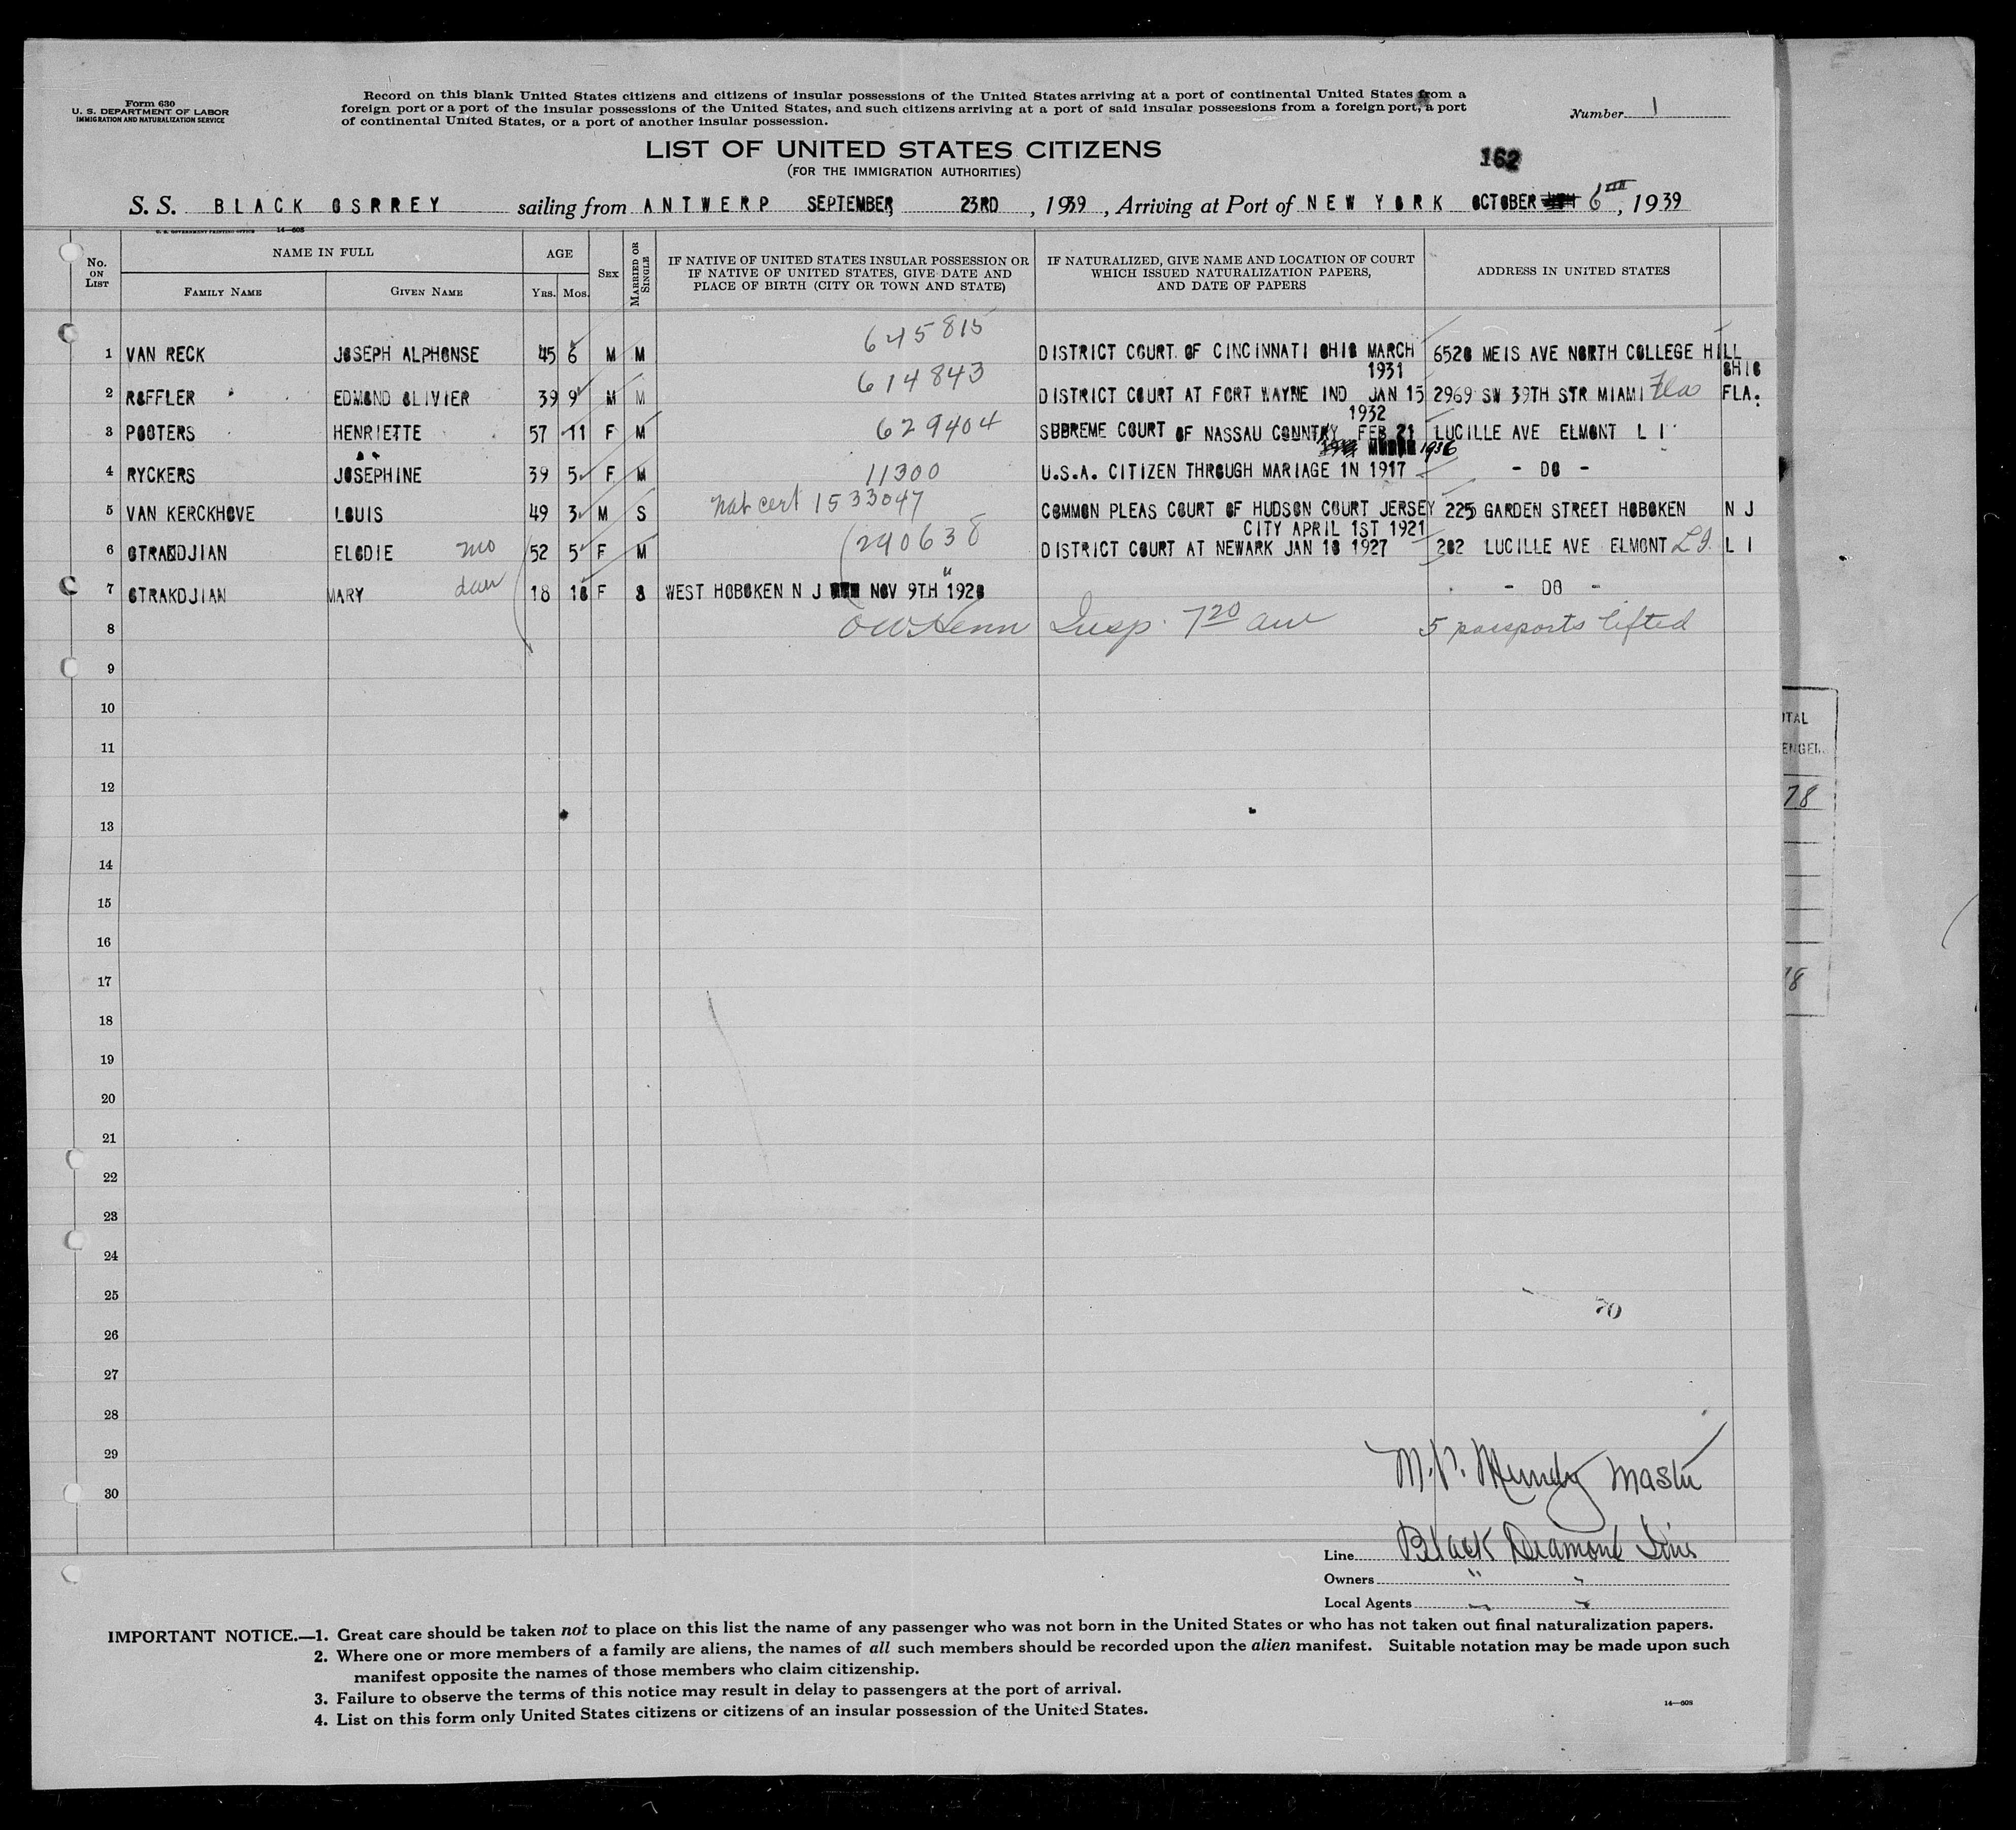 Form 630
U. S. DEPARTMENT OF LABOR
IMMIGRATION AND NATURALIZATION SERVICE
Record on this blank United States citizens and citizens of insular possessions of the United States arriving at a port of continental United States from a
foreign port or a port of the insular possessions of the United States, and such citizens arriving at a port of said insular possessions from a foreign port, a port
of continental United States, or a port of another insular possession.
Number 1
LIST OF UNITED STATES CITIZENS
(FOR THE IMMIGRATION AUTHORITIES)
162
S. S. BLACK OSRREY sailing from ANTWERP SEPTEMBER 23RD , 1939 , Arriving at Port of NEW YORK OCTOBER 6TH , 1939
U. S. GOVERNMENT PRINTING OFFICE 14—608
No. ON LIST
NAME IN FULL
FAMILY NAME
GIVEN NAME
AGE
YRS.
MOS.
SEX
MARRIED OR SINGLE
IF NATIVE OF UNITED STATES INSULAR POSSESSION OR
IF NATIVE OF UNITED STATES, GIVE DATE AND
PLACE OF BIRTH (CITY OR TOWN AND STATE)
IF NATURALIZED, GIVE NAME AND LOCATION OF COURT
WHICH ISSUED NATURALIZATION PAPERS,
AND DATE OF PAPERS
ADDRESS IN UNITED STATES
1 VAN RECK JOSEPH ALPHONSE 45 6 M M 645815 DISTRICT COURT OF CINCINNATI OHIO MARCH 6520 MEIS AVE NORTH COLLEGE HILL
1931 OHIO
2 ROFFLER EDMOND OLIVIER 39 9 M M 614843 DISTRICT COURT AT FORT WAYNE IND JAN 15 2969 SW 39TH STR MIAMI Fla FLA.
1932
3 POOTERS HENRIETTE 57 11 F M 629404 SUBREME COURT OF NASSAU COUNTRY FEB 21 LUCILLE AVE ELMONT L I
1936
4 RYCKERS JOSEPHINE 39 5 F M 11300 U.S.A. CITIZEN THROUGH MARIAGE IN 1917 - DO -
5 VAN KERCKHOVE LOUIS 49 3 M S nat cert 1533047 COMMON PLEAS COURT OF HUDSON COURT JERSEY 225 GARDEN STREET HOBOKEN N J
CITY APRIL 1ST 1921
6 OTRAKDJIAN ELODIE mo 52 5 F M 290638 DISTRICT COURT AT NEWARK JAN 18 1927 202 LUCILLE AVE ELMONT L I. L I
7 OTRAKDJIAN MARY dau 18 10 F S WEST HOBOKEN N J NOV 9TH 1920 - DO -
8 Insp. 7 20 am 5 passports lifted
9
10
11
12
13
14
15
16
17
18
19
20
21
22
23
24
25
70
26
27
28
29
30
M.P. Mundy Master
Line Black Diamond Lines
Owners " "
Local Agents " "
IMPORTANT NOTICE.—1. Great care should be taken not to place on this list the name of any passenger who was not born in the United States or who has not taken out final naturalization papers.
2. Where one or more members of a family are aliens, the names of all such members should be recorded upon the alien manifest. Suitable notation may be made upon such
manifest opposite the names of those members who claim citizenship.
3. Failure to observe the terms of this notice may result in delay to passengers at the port of arrival.
4. List on this form only United States citizens or citizens of an insular possession of the United States.
14—608
78